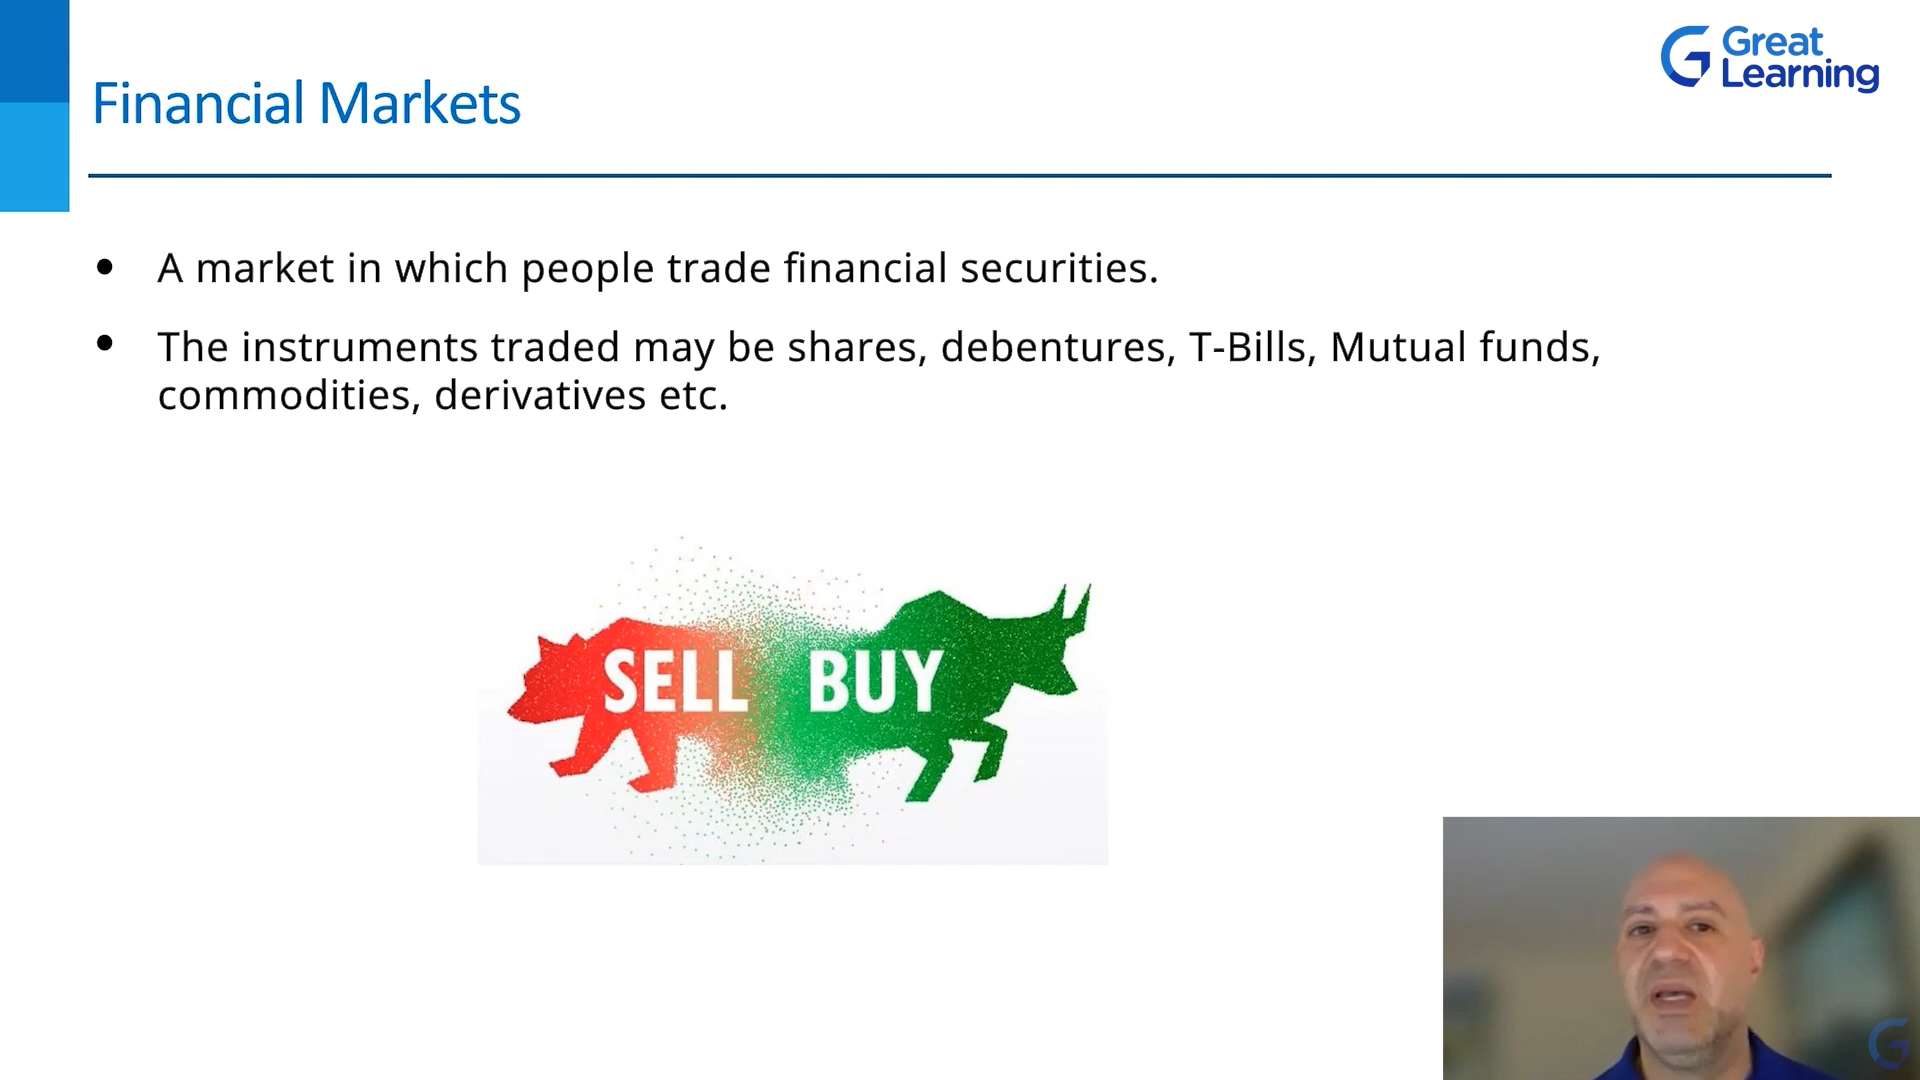 Great
Learning
Financial Markets
• A market in which people trade financial securities.
• The instruments traded may be shares, debentures, T-Bills, Mutual funds,
commodities, derivatives etc.
SELL BUY